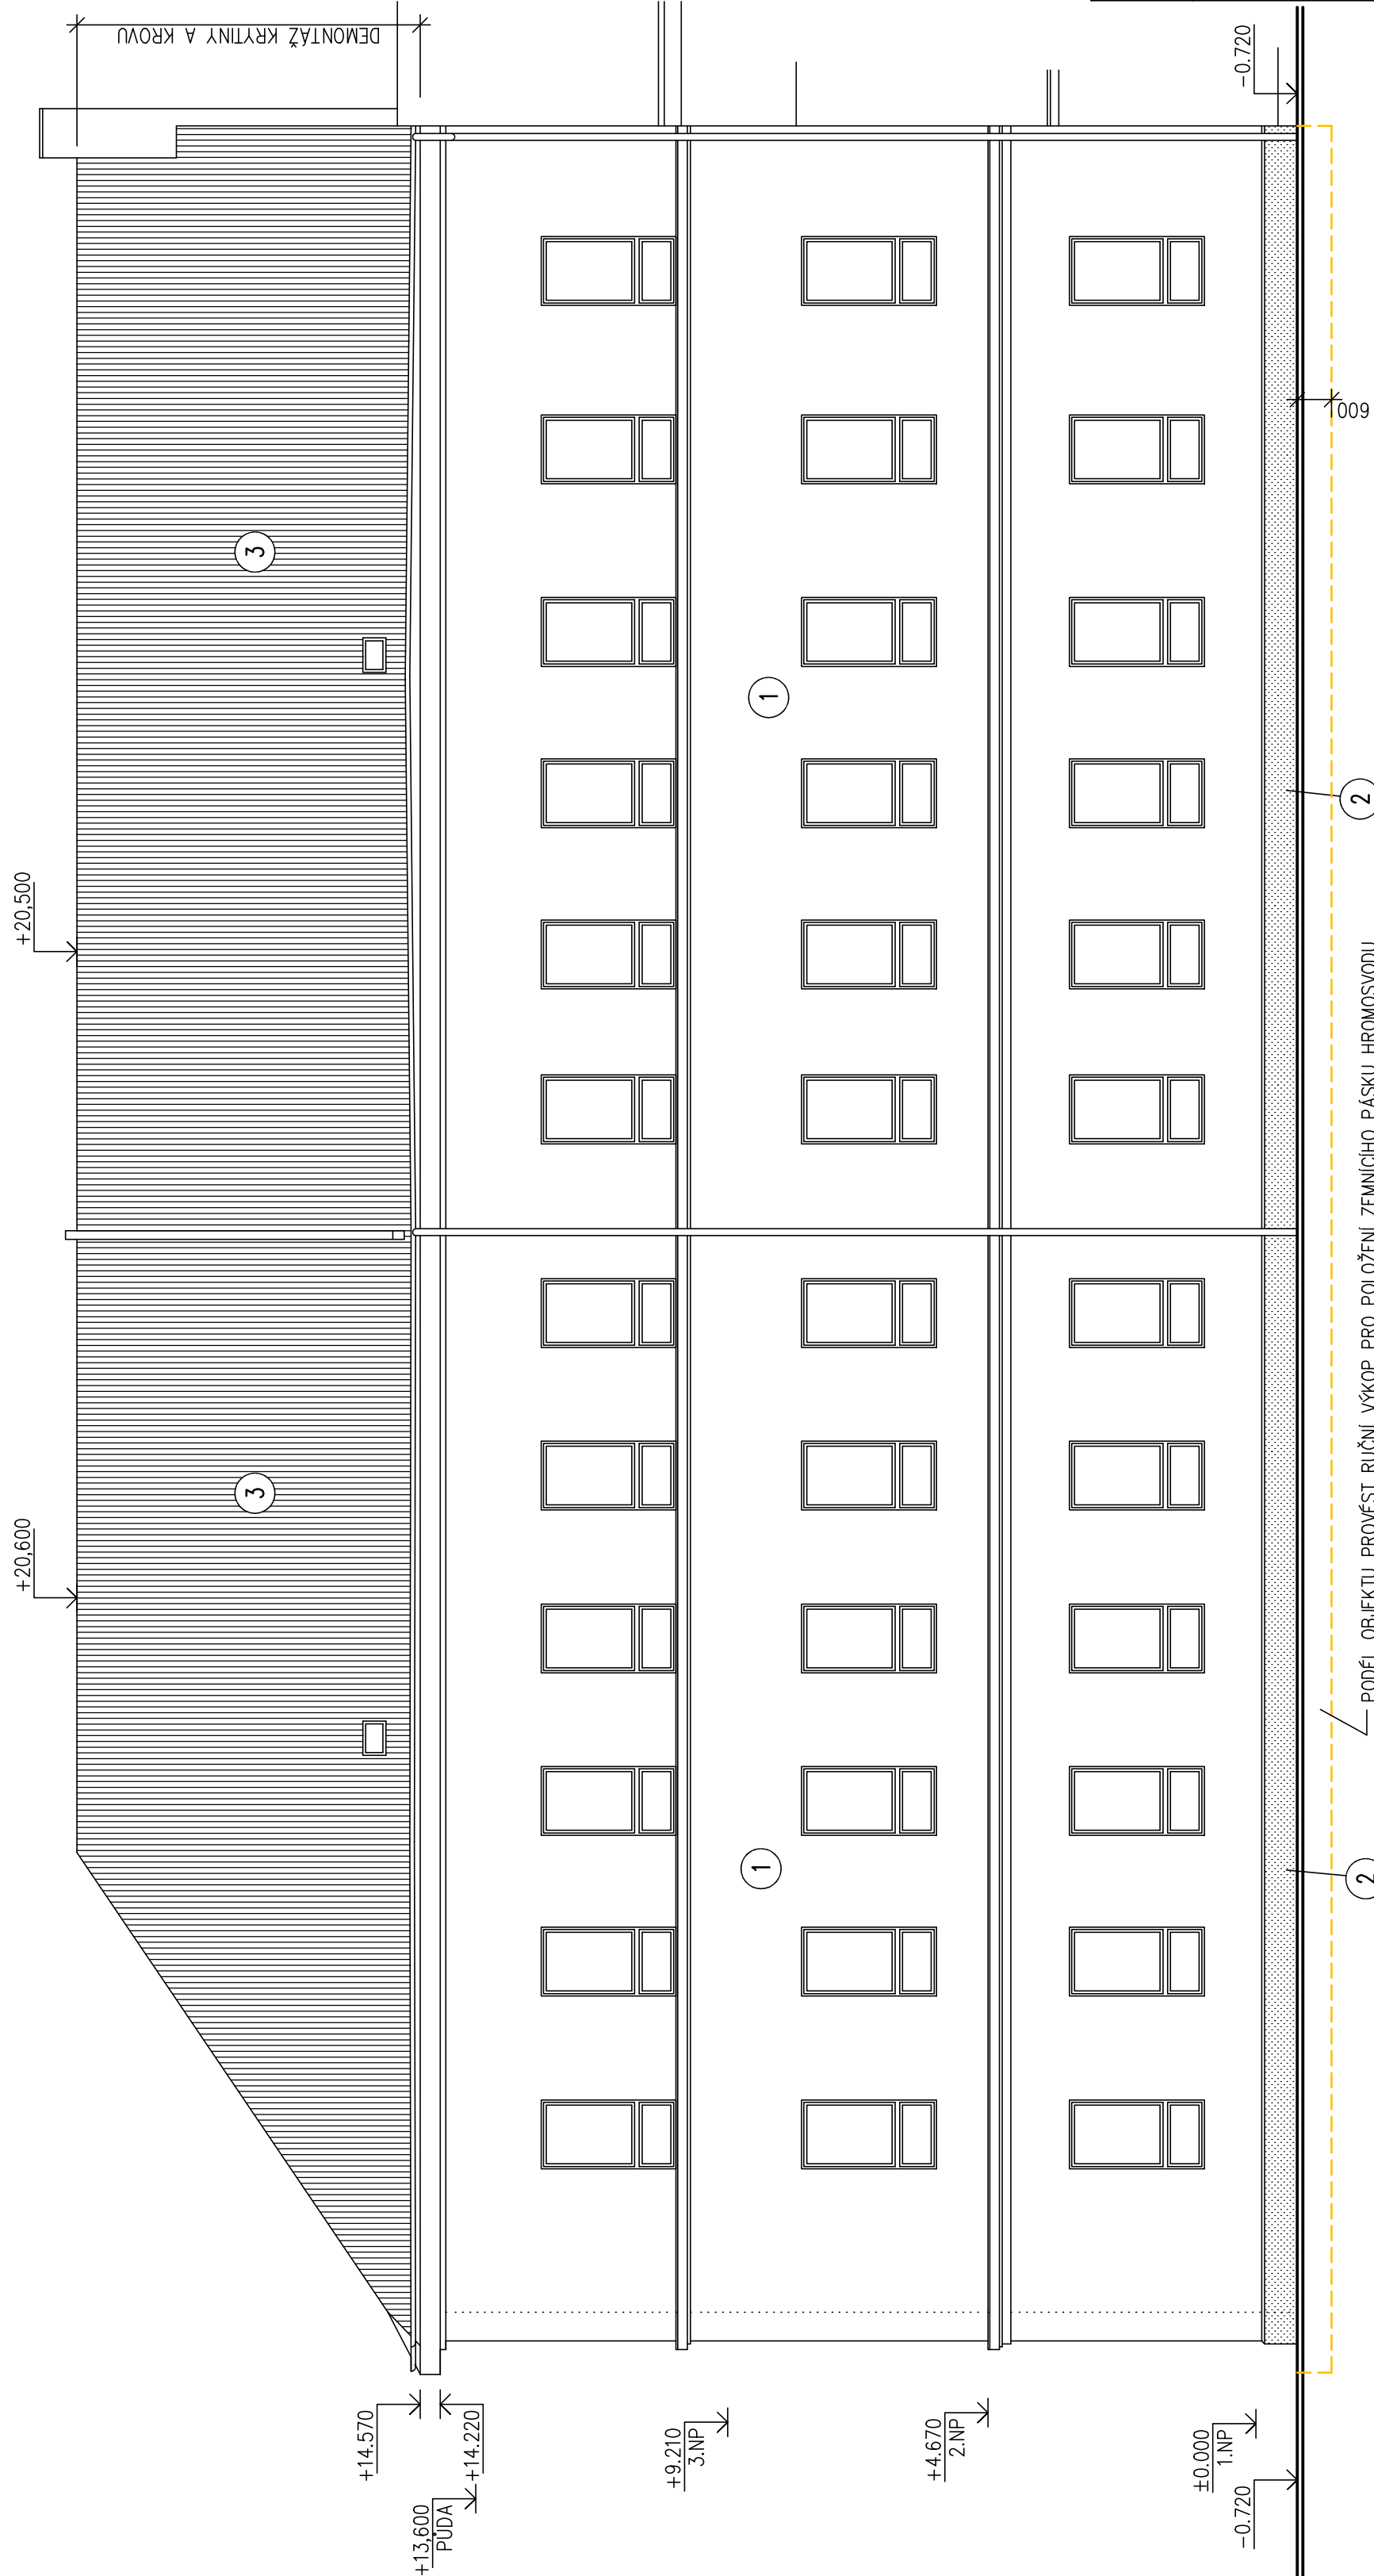 DEMONTÁŽ KRYTINY A KROVU
+20,600
+20,500
3
3
+14.570
+14.220
+13,600
PŮDA
1
1
+9.210
3.NP
+4.670
2.NP
±0.000
1.NP
-0.720
-0.720
600
2
2
PODÉL OBJEKTU PROVÉST RUČNÍ VÝKOP PRO POLOŽENÍ ZEMNÍCÍHO PÁSKU HROMOSVODU